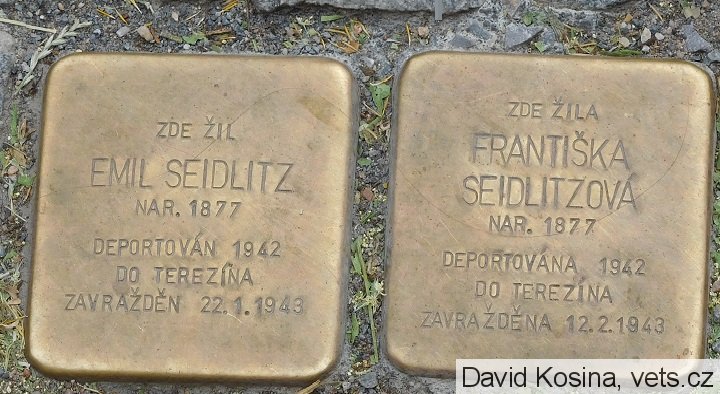 ZDE ŽIL
EMIL SEIDLITZ
NAR. 1877
DEPORTOVÁN 1942
DO TEREZÍNA
ZAVRAŽDĚN 22.1.1943
ZDE ŽILA
FRANTIŠKA
SEIDLITZOVÁ
NAR. 1877
DEPORTOVÁNA 1942
DO TEREZÍNA
ZAVRAŽDĚNA 12.2.1943
David Kosina, vets.cz